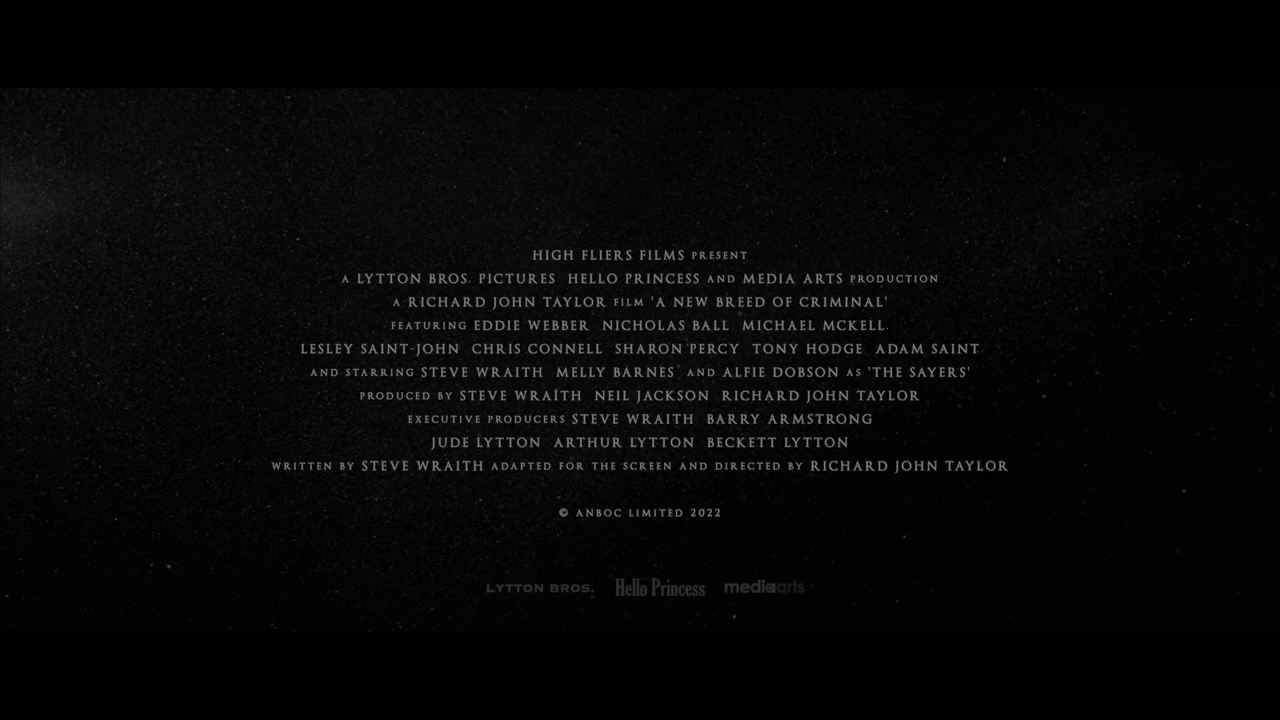 HIGH FLIERS FILMS PRESENT
A LYTTON BROS. PICTURES HELLO PRINCESS AND MEDIA ARTS PRODUCTION
A RICHARD JOHN TAYLOR FILM 'A NEW BREED OF CRIMINAL'
FEATURING EDDIE WEBBER NICHOLAS BALL MICHAEL MCKELL
LESLEY SAINT-JOHN CHRIS CONNELL SHARON PERCY TONY HODGE ADAM SAINT
AND STARRING STEVE WRAITH MELLY BARNES AND ALFIE DOBSON AS 'THE SAYERS'
PRODUCED BY STEVE WRAITH NEIL JACKSON RICHARD JOHN TAYLOR
EXECUTIVE PRODUCERS STEVE WRAITH BARRY ARMSTRONG
JUDE LYTTON ARTHUR LYTTON BECKETT LYTTON
WRITTEN BY STEVE WRAITH ADAPTED FOR THE SCREEN AND DIRECTED BY RICHARD JOHN TAYLOR
© ANBOC LIMITED 2022
LYTTON BROS. Hello Princess mediaarts